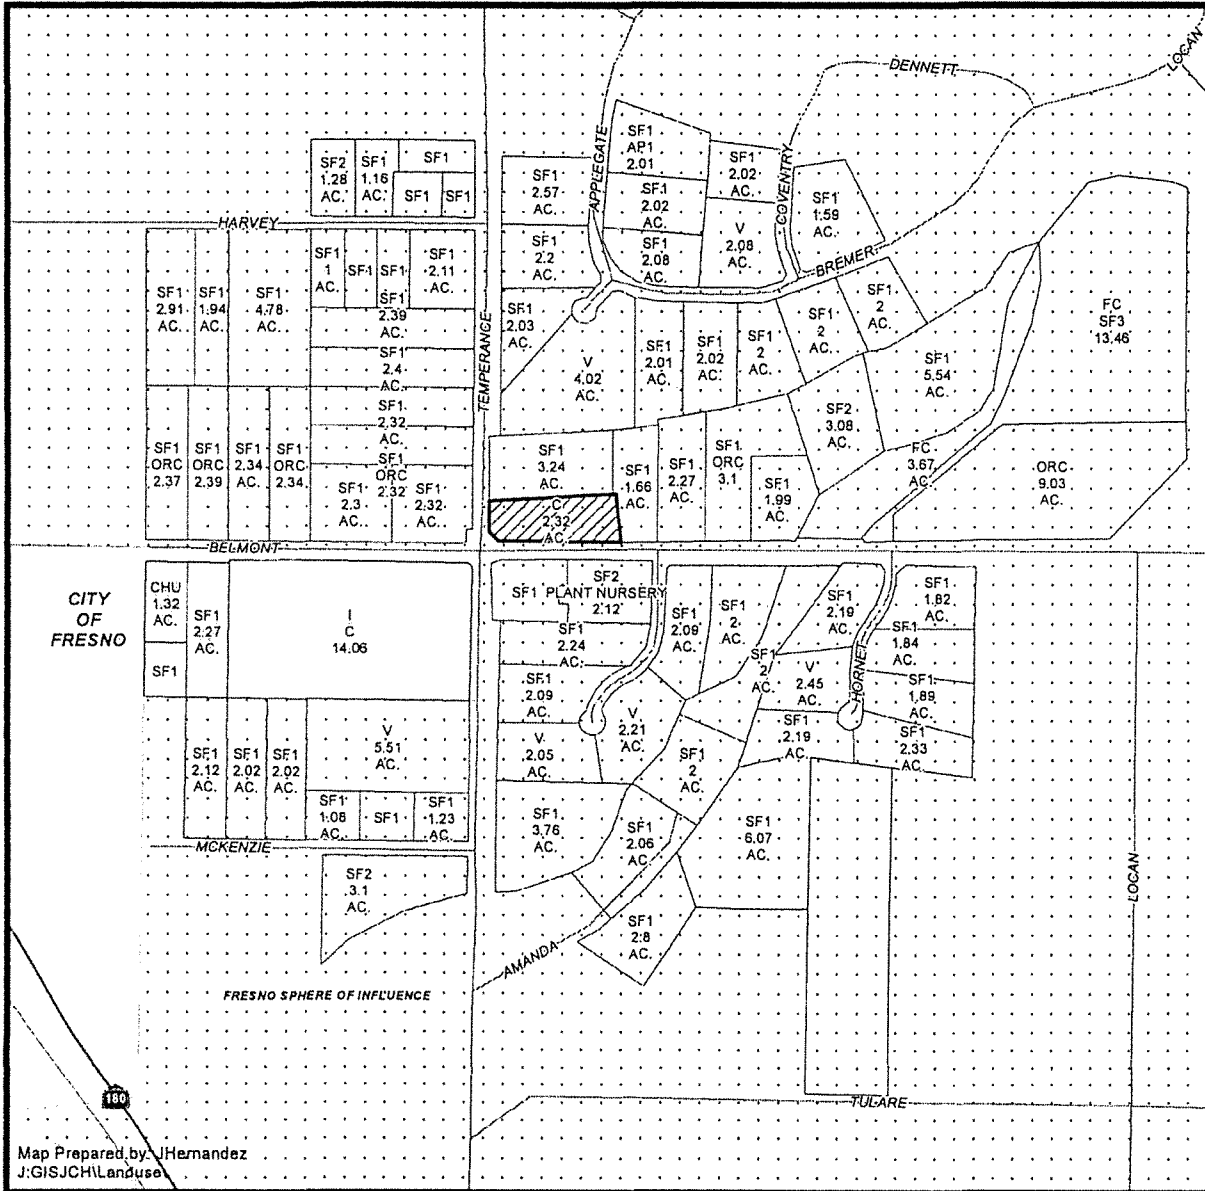 LOCAN
DENNETT
APPLEGATE
COVENTRY
SF1
AP1
2.01
SF1
2.02
AC.
SF2
1.28
AC.
SF1
1.16
AC.
SF1
SF1
SF1
SF1
2.57
AC.
SF1
2.02
AC.
SF1
1.59
AC.
HARVEY
SF1
2.2
AC.
SF1
2.08
AC.
V
2.08
AC.
BREMER
SF1
2.91
AC.
SF1
1.94
AC.
SF1
4.78
AC.
SF1
1
AC.
SF1
SF1
SF1
2.11
AC.
SF1
2.39
AC.
SF1
2.4
AC.
SF1
2.32
AC.
TEMPERANCE
SF1
2.03
AC.
V
4.02
AC.
SF1
2.01
AC.
SF1
2.02
AC.
SF1
2
AC.
SF1
2
AC.
SF1
2
AC.
FC
SF3
13.46
SF1
5.54
AC.
SF2
3.08
AC.
SF1
ORC
2.37
SF1
ORC
2.39
SF1
2.34
AC.
SF1
ORC
2.34
SF1
ORC
2.32
SF1
2.3
AC.
SF1
2.32
AC.
SF1
3.24
AC.
SF1
1.66
AC.
SF1
2.27
AC.
SF1
ORC
3.1
SF1
1.99
AC.
FC
3.67
AC.
ORC
9.03
AC.
C
2.32
AC.
BELMONT
CITY
OF
FRESNO
CHU
1.32
AC.
SF1
2.27
AC.
SF1
I
C
14.06
SF1
SF2
PLANT NURSERY
2.12
SF1
2.24
AC.
SF1
2.09
AC.
SF1
2
AC.
SF1
2
AC.
SF1
2.19
AC.
SF1
1.82
AC.
SF1
1.84
AC.
SF1
1.89
AC.
SF1
2.33
AC.
HORNET
V
2.45
AC.
SF1
2.19
AC.
SF1
2.09
AC.
V
2.05
AC.
V
2.21
AC.
SF1
2
AC.
SF1
2.12
AC.
SF1
2.02
AC.
SF1
2.02
AC.
V
5.51
AC.
SF1
1.08
AC.
SF1
SF1
1.23
AC.
MCKENZIE
SF1
3.76
AC.
SF1
2.06
AC.
SF1
6.07
AC.
SF2
3.1
AC.
SF1
2.8
AC.
AMANDA
LOCAN
FRESNO SPHERE OF INFLUENCE
180
TULARE
Map Prepared by: JHernandez
J:GISJCH\Landuse\